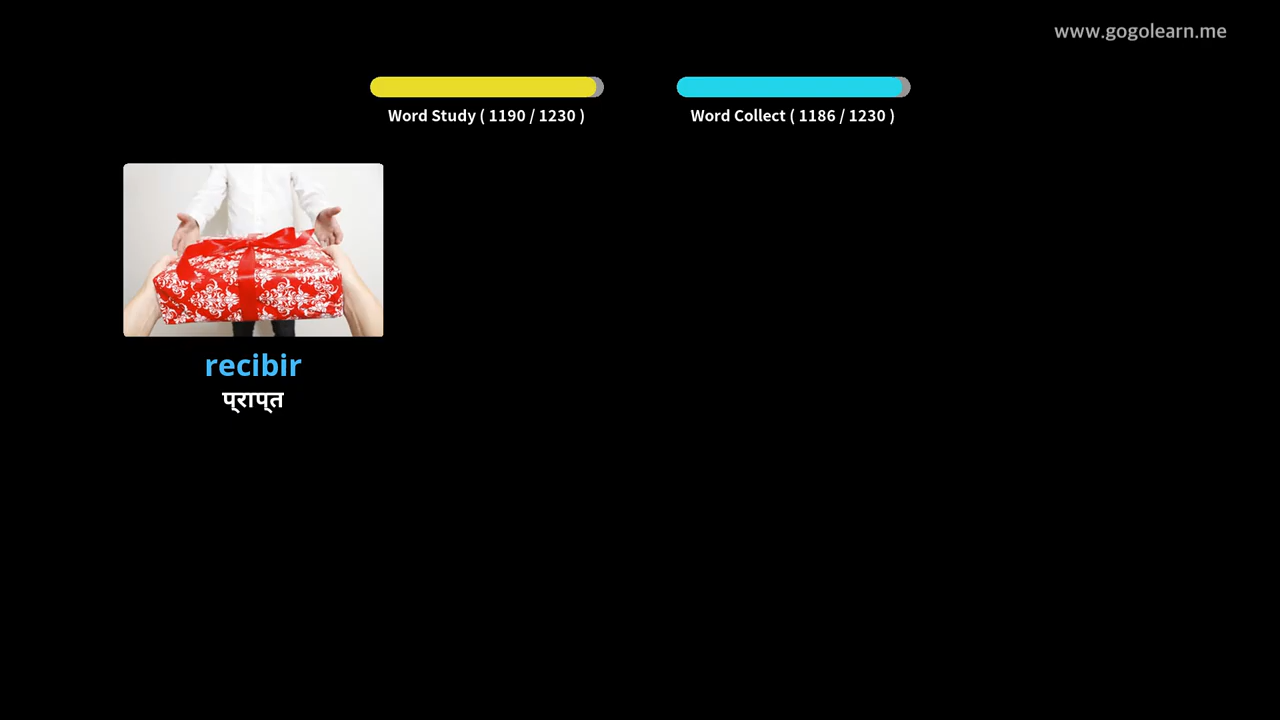 www.gogolearn.me
Word Study ( 1190 / 1230 )
Word Collect ( 1186 / 1230 )
recibir
प्राप्त